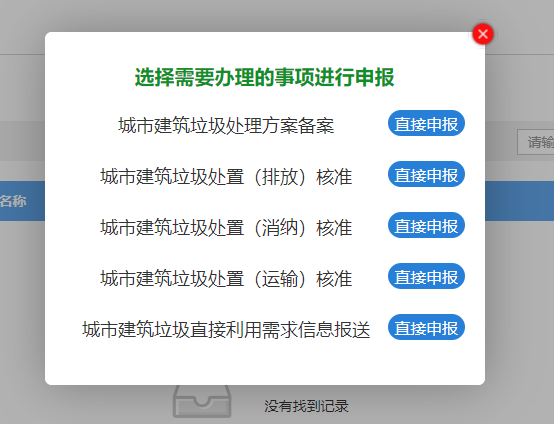 选择需要办理的事项进行申报
城市建筑垃圾处理方案备案 直接申报
城市建筑垃圾处置（排放）核准 直接申报
城市建筑垃圾处置（消纳）核准 直接申报
城市建筑垃圾处置（运输）核准 直接申报
城市建筑垃圾直接利用需求信息报送 直接申报
请输
名称
没有找到记录